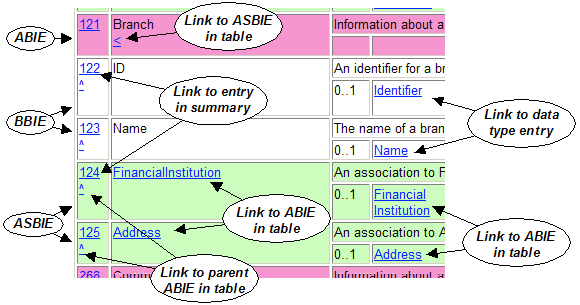 121
Branch
<
Information about a
122
^
ID
An identifier for a br
0..1
Identifier
123
^
Name
The name of a bran
0..1
Name
124
^
FinancialInstitution
An association to F
0..1
Financial
Institution
125
^
Address
An association to A
0..1
Address
268
Information about a
ABIE
BBIE
ASBIE
Link to ASBIE
in table
Link to entry
in summary
Link to data
type entry
Link to ABIE
in table
Link to ABIE
in table
Link to parent
ABIE in table